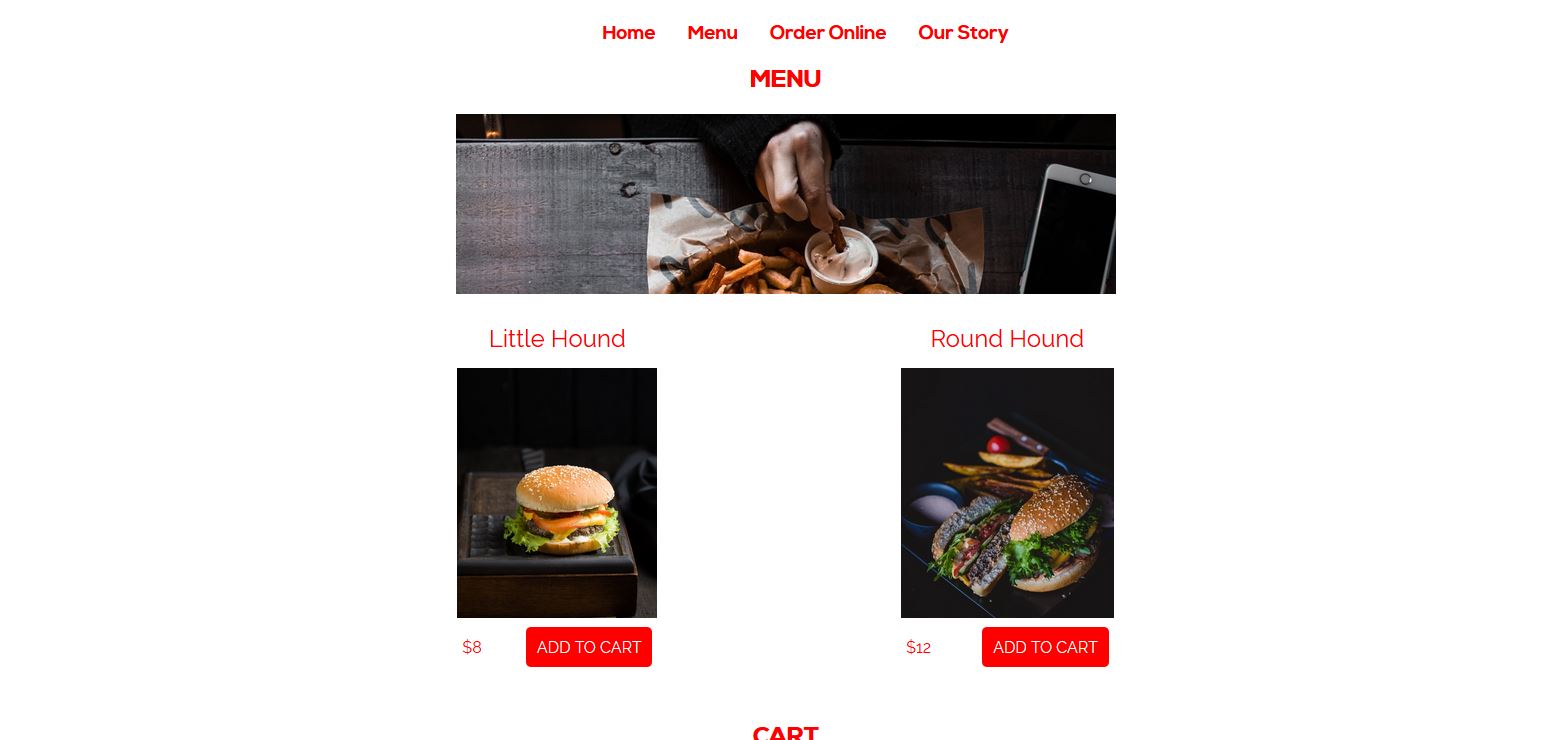 Home Menu Order Online Our Story
MENU
Little Hound Round Hound
$8 ADD TO CART $12 ADD TO CART
CART